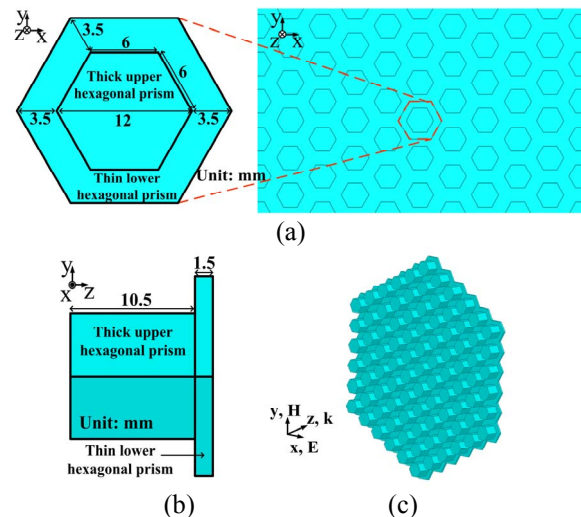 y
z x
3.5
6
Thick upper
hexagonal prism
6
3.5
12
3.5
Thin lower
hexagonal prism
Unit: mm
y
z x
(a)
y
x z
1.5
10.5
Thick upper
hexagonal prism
Unit: mm
Thin lower
hexagonal prism
(b)
y, H
z, k
x, E
(c)